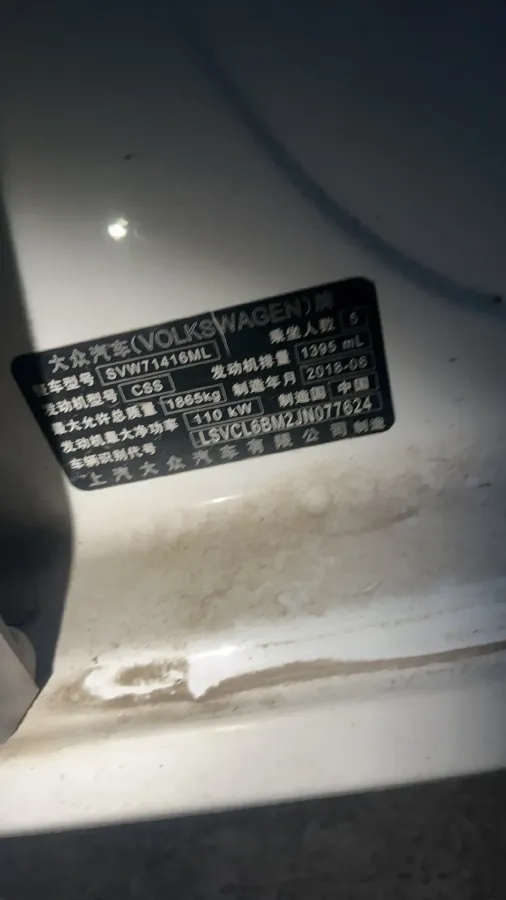 大众汽车(VOLKSWAGEN)牌
整车型号 SVW71416ML 乘坐人数 5
发动机型号 CSS 发动机排量 1395 mL
最大允许总质量 1865kg 制造年月 2018-06
发动机最大净功率 110 kW 制造国 中国
车辆识别代号 LSVCL6BM2JN077624
上汽大众汽车有限公司制造